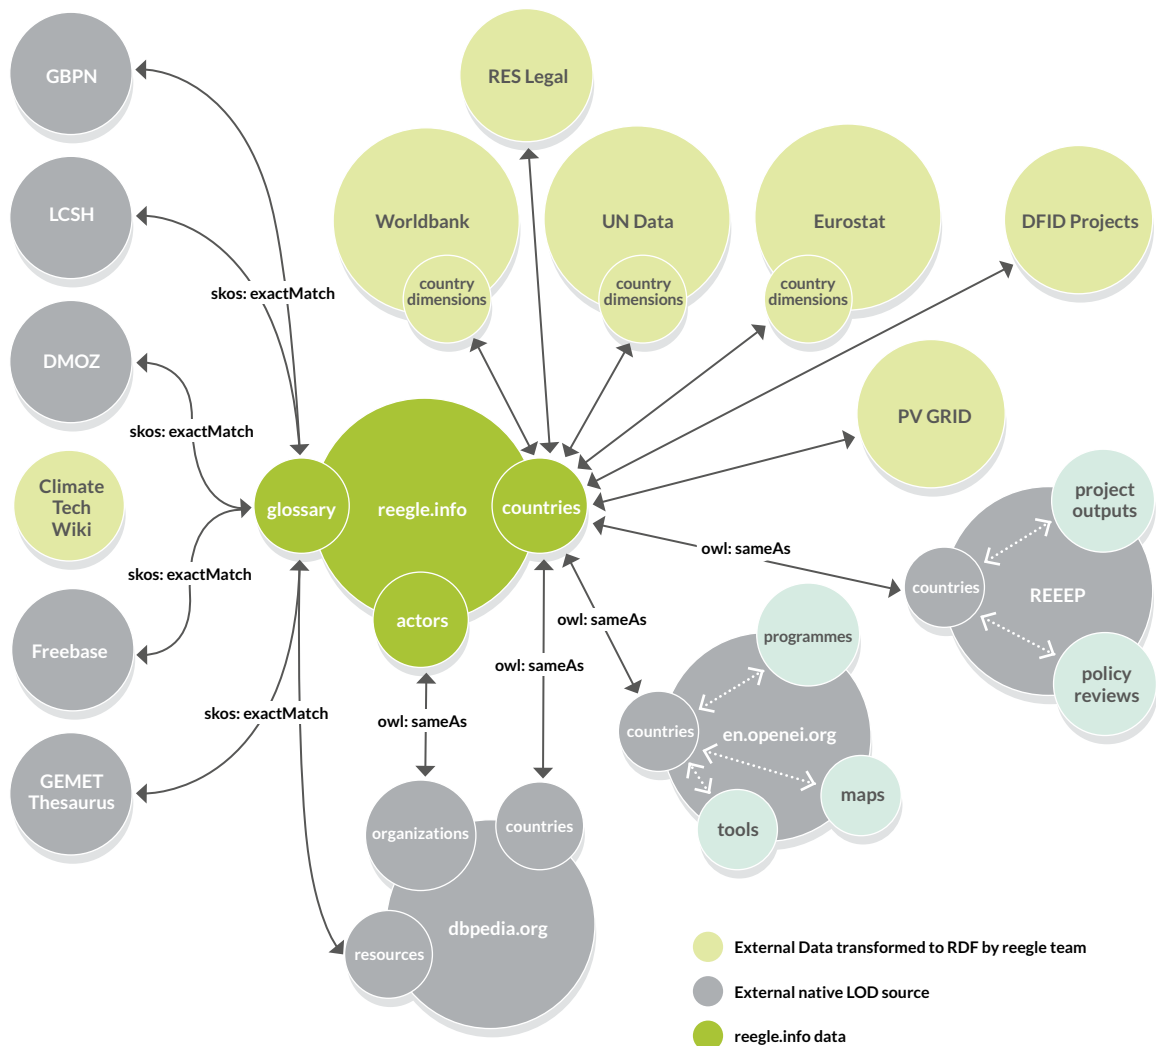 GBPN
RES Legal
LCSH
Worldbank
UN Data
Eurostat
DFID Projects
country
dimensions
country
dimensions
country
dimensions
skos: exactMatch
DMOZ
PV GRID
skos: exactMatch
Climate
Tech
Wiki
glossary
reegle.info
countries
project
outputs
owl: sameAs
skos: exactMatch
countries
REEEP
actors
owl: sameAs
programmes
Freebase
owl: sameAs
policy
reviews
skos: exactMatch
owl: sameAs
countries
en.openei.org
GEMET
Thesaurus
maps
organizations
countries
tools
dbpedia.org
resources
External Data transformed to RDF by reegle team
External native LOD source
reegle.info data